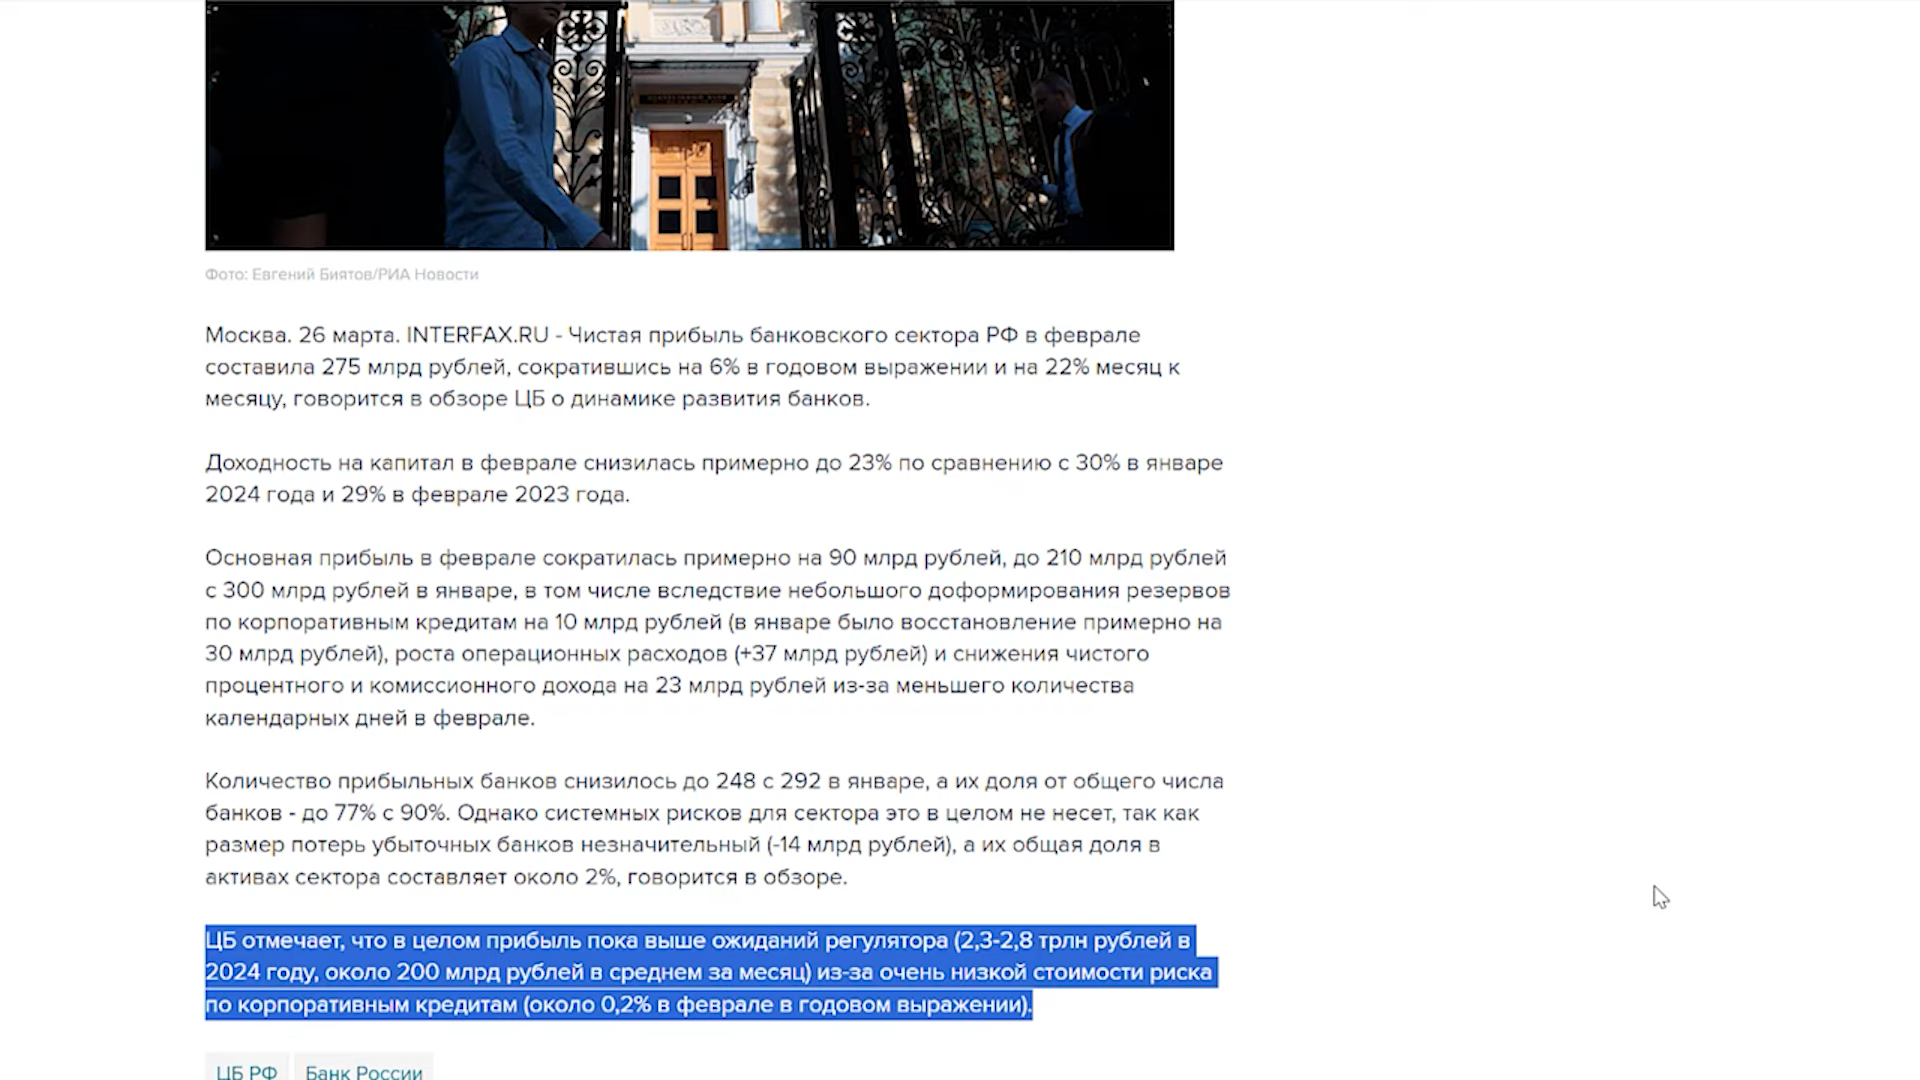 Фото: Евгений Биятов/РИА Новости
Москва. 26 марта. INTERFAX.RU - Чистая прибыль банковского сектора РФ в феврале
составила 275 млрд рублей, сократившись на 6% в годовом выражении и на 22% месяц к
месяцу, говорится в обзоре ЦБ о динамике развития банков.
Доходность на капитал в феврале снизилась примерно до 23% по сравнению с 30% в январе
2024 года и 29% в феврале 2023 года.
Основная прибыль в феврале сократилась примерно на 90 млрд рублей, до 210 млрд рублей
с 300 млрд рублей в январе, в том числе вследствие небольшого доформирования резервов
по корпоративным кредитам на 10 млрд рублей (в январе было восстановление примерно на
30 млрд рублей), роста операционных расходов (+37 млрд рублей) и снижения чистого
процентного и комиссионного дохода на 23 млрд рублей из-за меньшего количества
календарных дней в феврале.
Количество прибыльных банков снизилось до 248 с 292 в январе, а их доля от общего числа
банков - до 77% с 90%. Однако системных рисков для сектора это в целом не несет, так как
размер потерь убыточных банков незначительный (-14 млрд рублей), а их общая доля в
активах сектора составляет около 2%, говорится в обзоре.
ЦБ отмечает, что в целом прибыль пока выше ожиданий регулятора (2,3-2,8 трлн рублей в
2024 году, около 200 млрд рублей в среднем за месяц) из-за очень низкой стоимости риска
по корпоративным кредитам (около 0,2% в феврале в годовом выражении).
ЦБ РФ Банк России